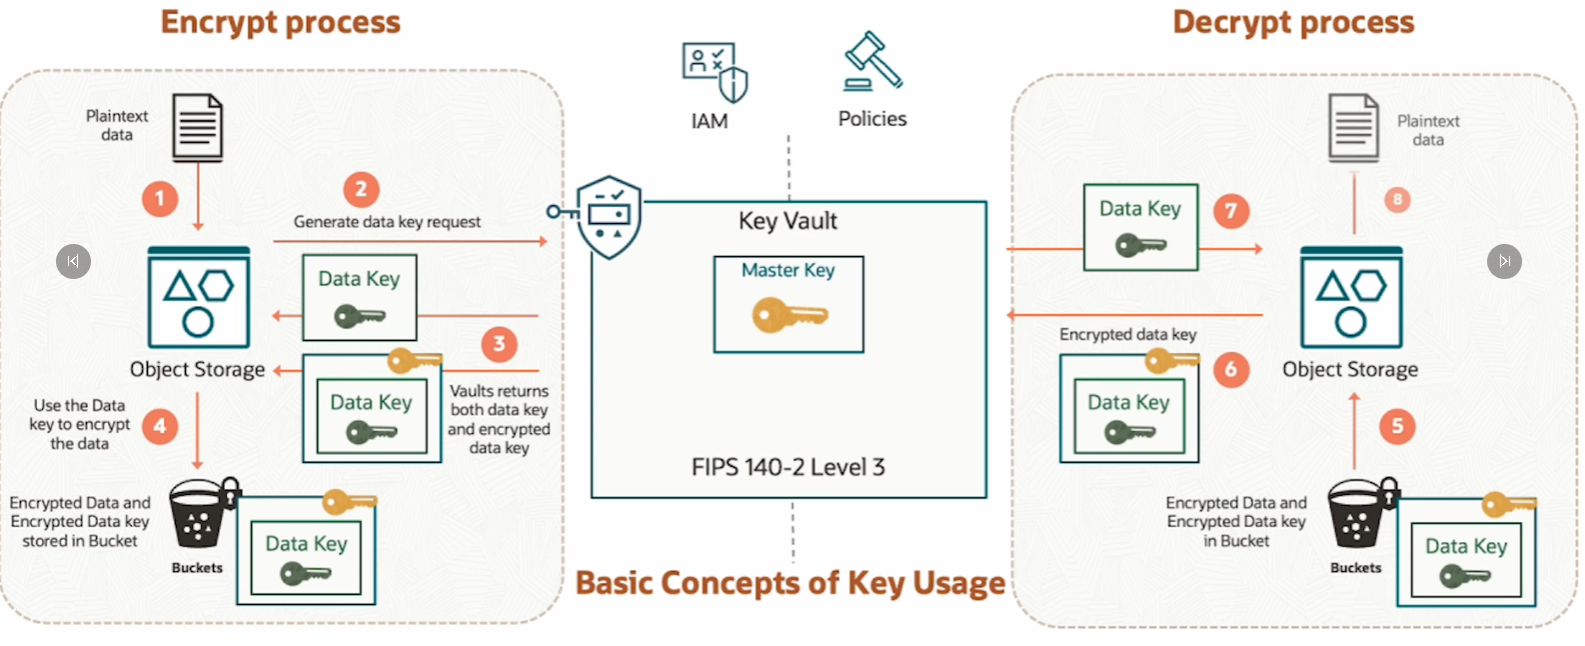 Encrypt process
Plaintext
data
1
2
Generate data key request
Data Key
Object Storage
3
Data Key
Vaults returns
both data key
and encrypted
data key
Use the Data
key to encrypt
the data
4
Encrypted Data and
Encrypted Data key
stored in Bucket
Buckets
Data Key
IAM
Policies
Key Vault
Master Key
FIPS 140-2 Level 3
Basic Concepts of Key Usage
Decrypt process
Plaintext
data
8
Data Key
7
Object Storage
Encrypted data key
6
Data Key
5
Encrypted Data and
Encrypted Data key
in Bucket
Buckets
Data Key